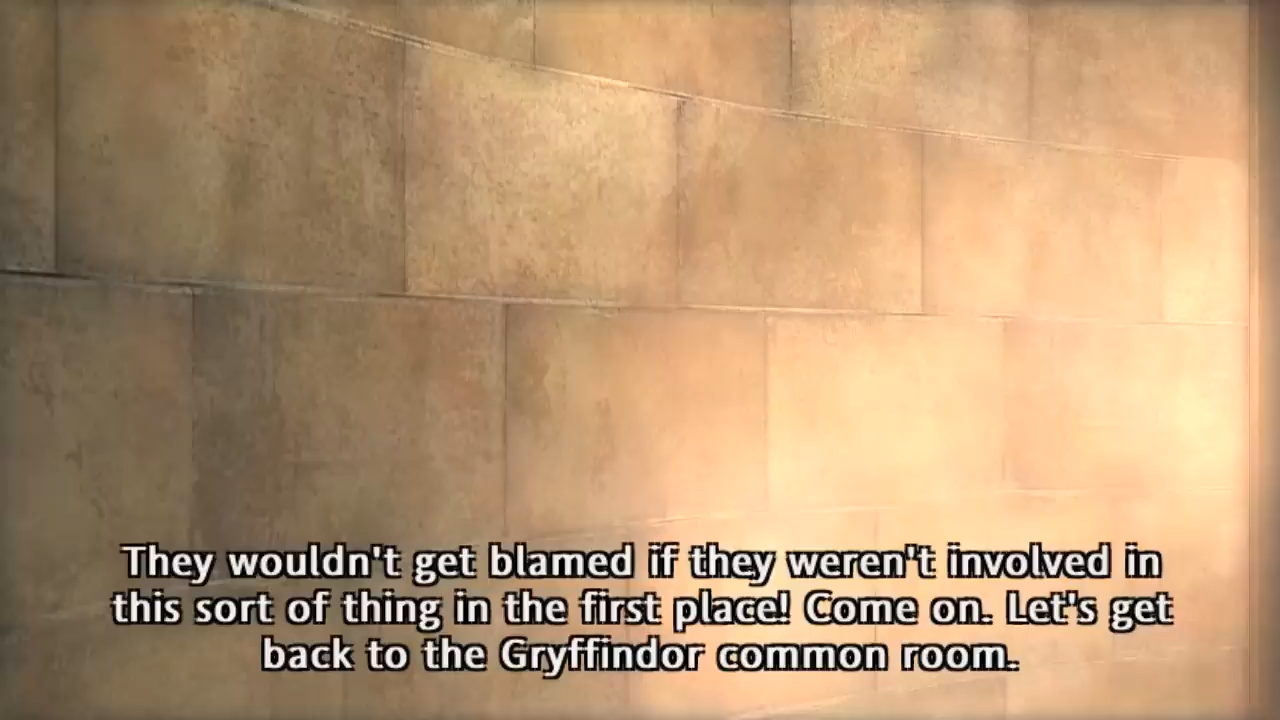 They wouldn't get blamed if they weren't involved in
this sort of thing in the first place! Come on. Let's get
back to the Gryffindor common room.